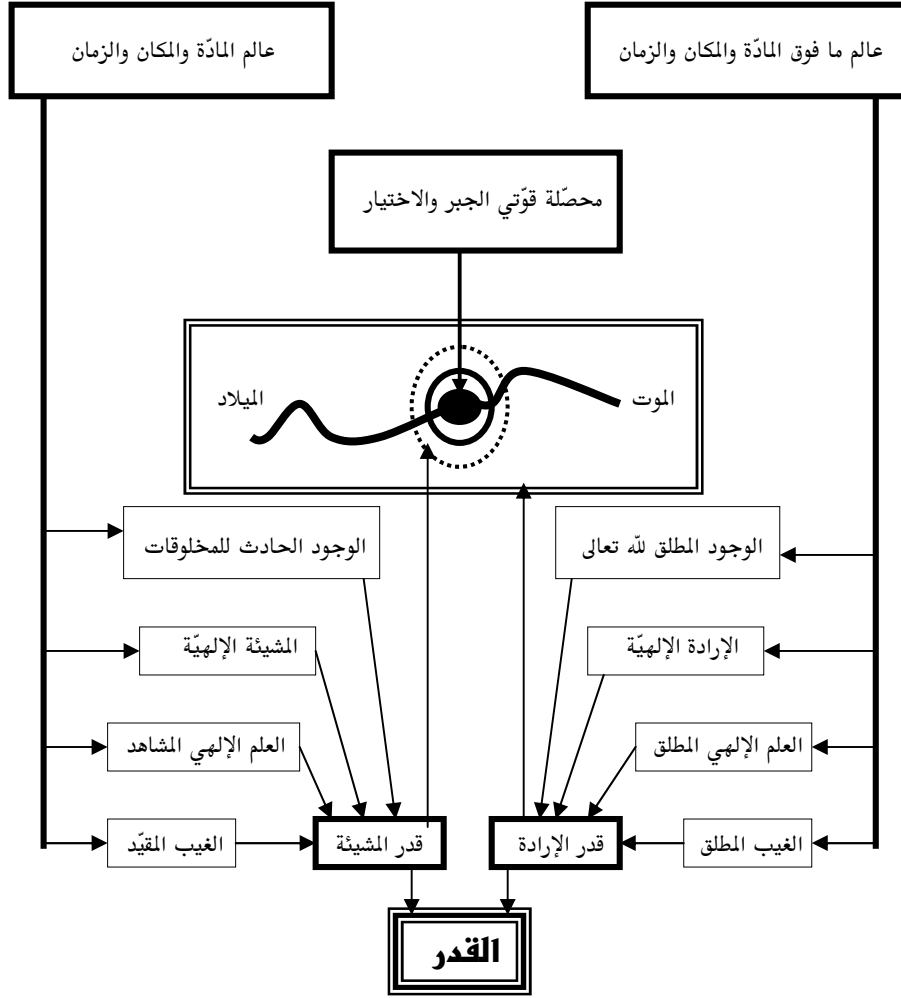 عالم ما فوق المادّة والمكان والزمان
عالم المادّة والمكان والزمان
محصّلة قوّتي الجبر والاختيار
الموت
الميلاد
الوجود المطلق للّه تعالى
الوجود الحادث للمخلوقات
الإرادة الإلهيّة
المشيئة الإلهيّة
العلم الإلهي المطلق
العلم الإلهي المشاهد
الغيب المطلق
قدر الإرادة
قدر المشيئة
الغيب المقيّد
القدر